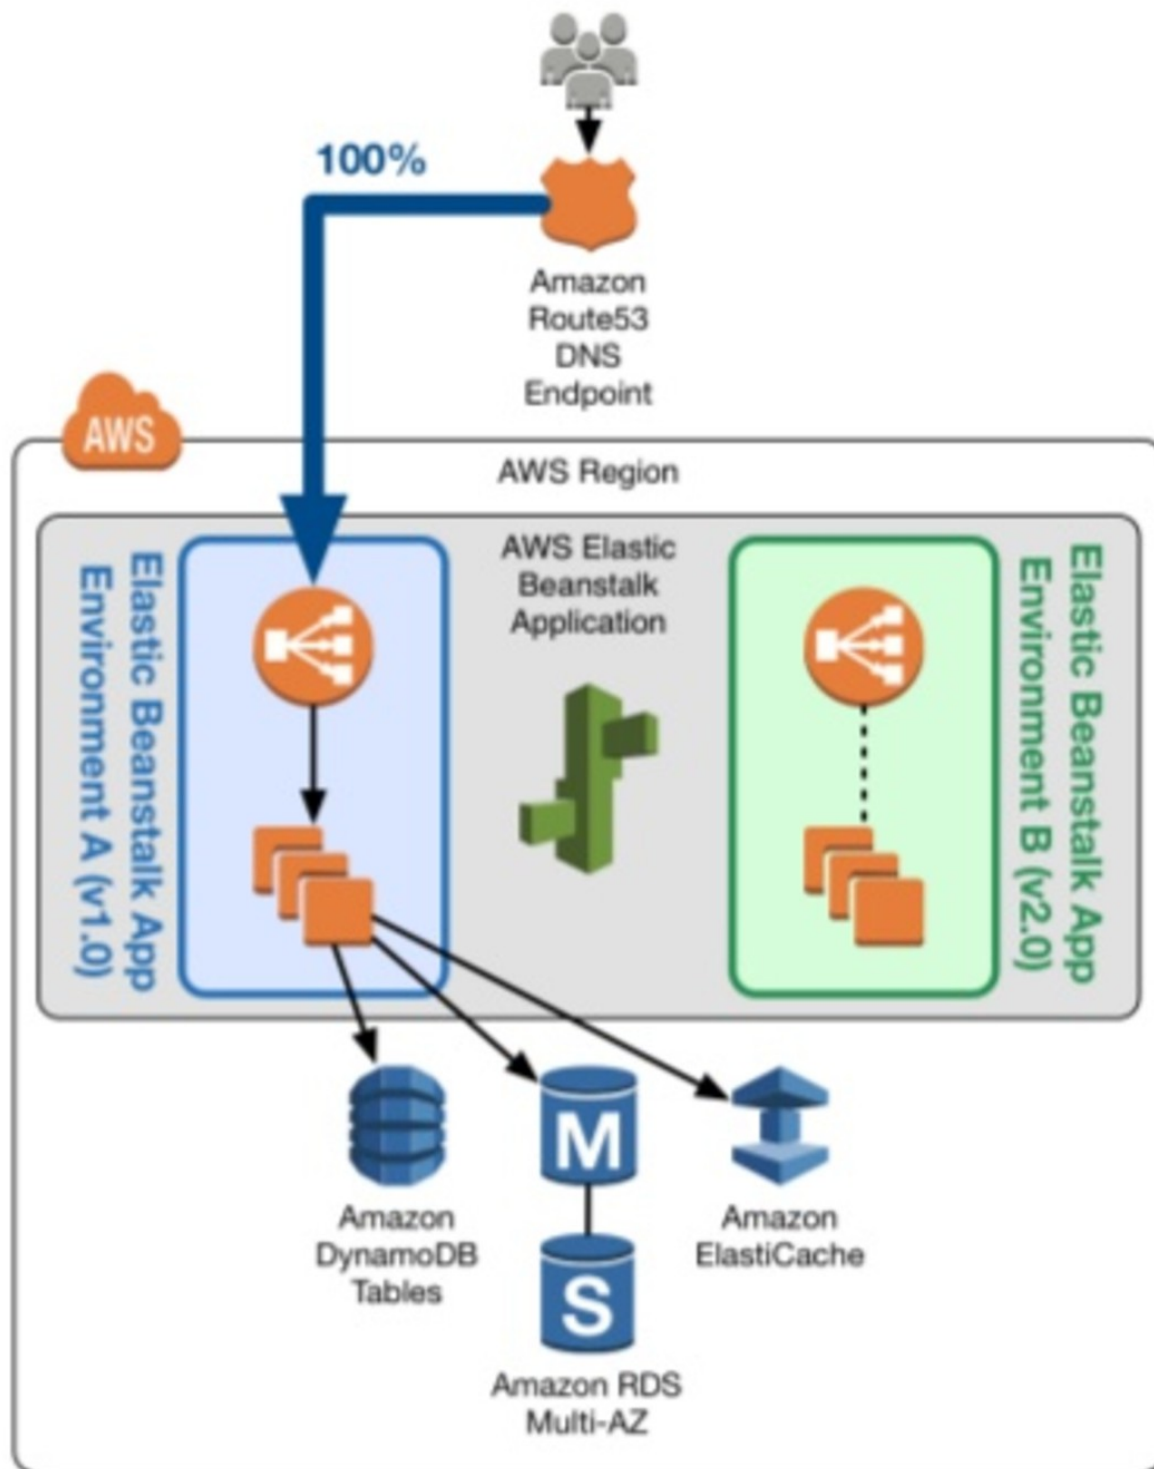 100%
Amazon
Route53
DNS
Endpoint
AWS
AWS Region
Elastic Beanstalk App
Environment A (v1.0)
AWS Elastic
Beanstalk
Application
Elastic Beanstalk App
Environment B (v2.0)
M
S
Amazon
DynamoDB
Tables
Amazon
ElastiCache
Amazon RDS
Multi-AZ